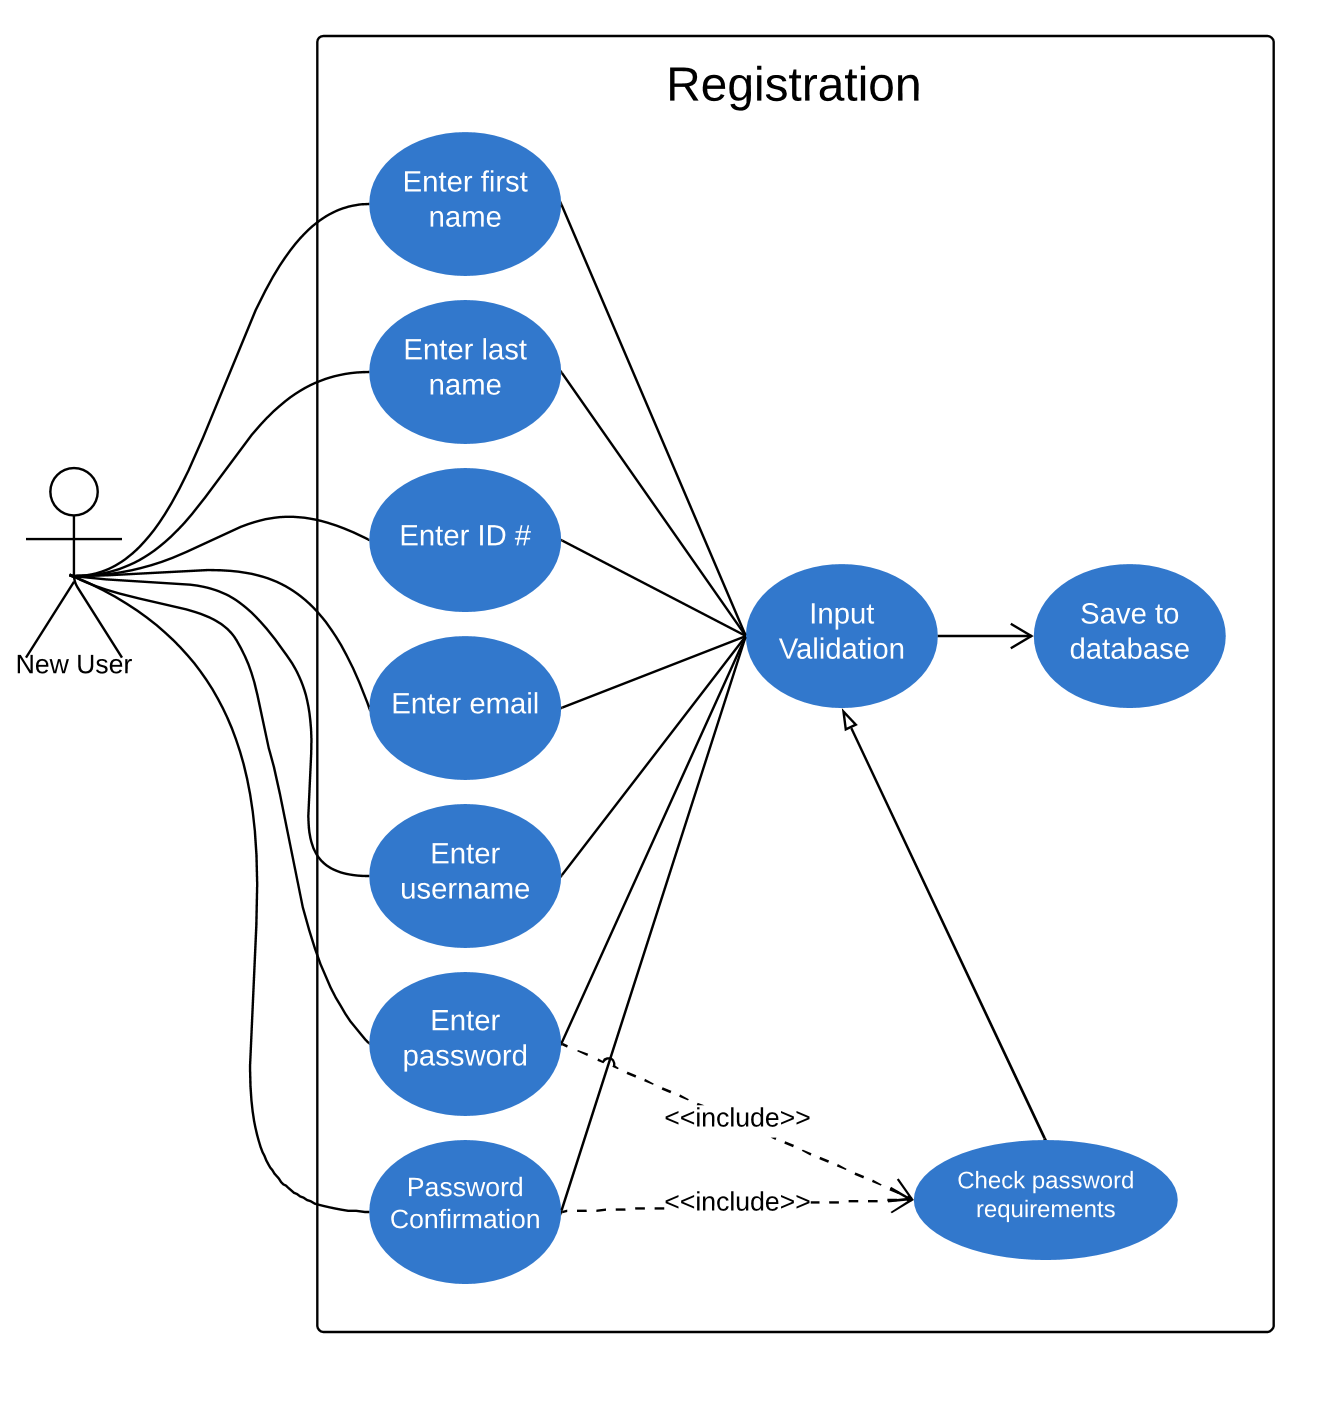 Registration
Enter first
name
Enter last
name
Enter ID #
Enter email
Enter
username
Enter
password
Password
Confirmation
New User
Input
Validation
Save to
database
<<include>>
<<include>>
Check password
requirements